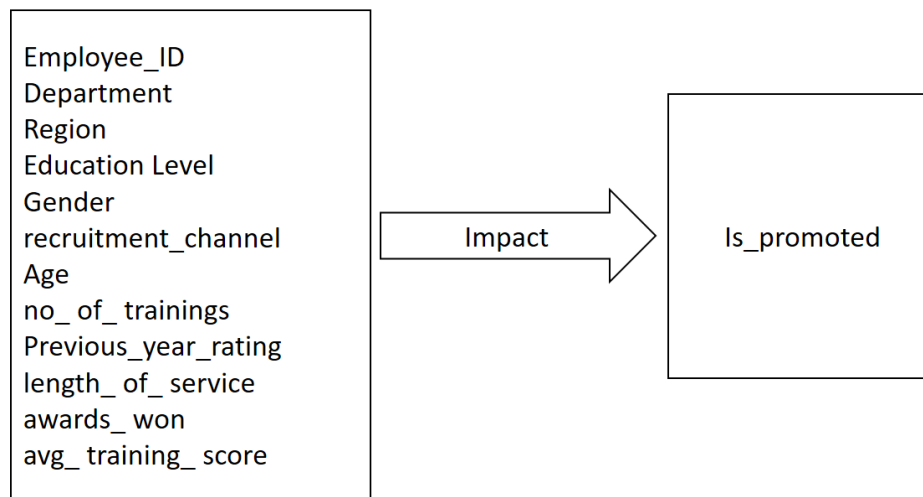 Employee_ID
Department
Region
Education Level
Gender
recruitment_channel
Age
no_ of_ trainings
Previous_year_rating
length_ of_ service
awards_ won
avg_ training_ score
Impact
Is_promoted